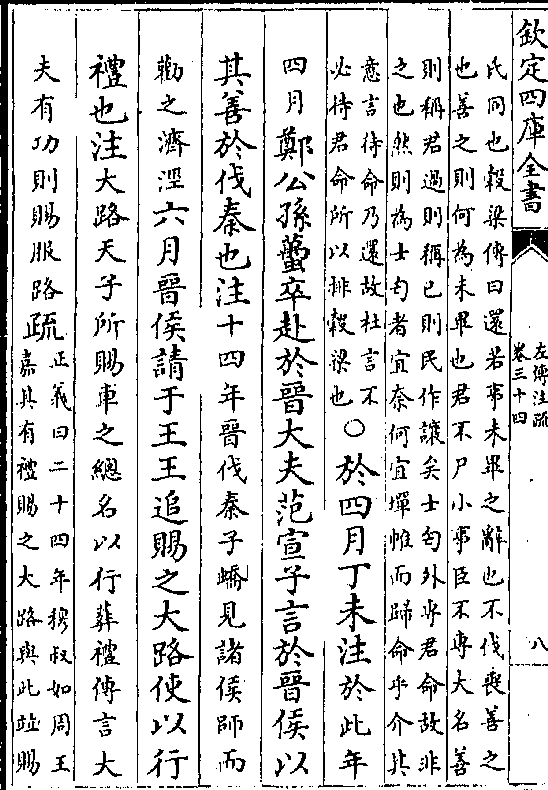 欽定四庫全書
左傳注疏
卷三十四
八
氏同也穀梁傳曰還者事未畢之辭也不伐喪善之
也善之則何為未畢也君不尸小事臣不專大名善
則稱君過則稱已則民作讓矣士匄外專君命故非
之也然則為士匄者宜奈何宜墠帷而歸命乎介其
意言待命乃還故杜言不
必待君命所以排穀梁也○於四月丁未注於此年
四月鄭公孫蠆卒赴於晉大夫范宣子言於晉侯以
其善於伐秦也注十四年晉伐秦子蟜見諸侯師而
勸之濟涇六月晉侯請于王王追賜之大路使以行
禮也注大路天子所賜車之總名以行葬禮傳言大
夫有功則賜服路疏正義曰二十四年穆叔如周王
嘉其有禮賜之大路與此並賜